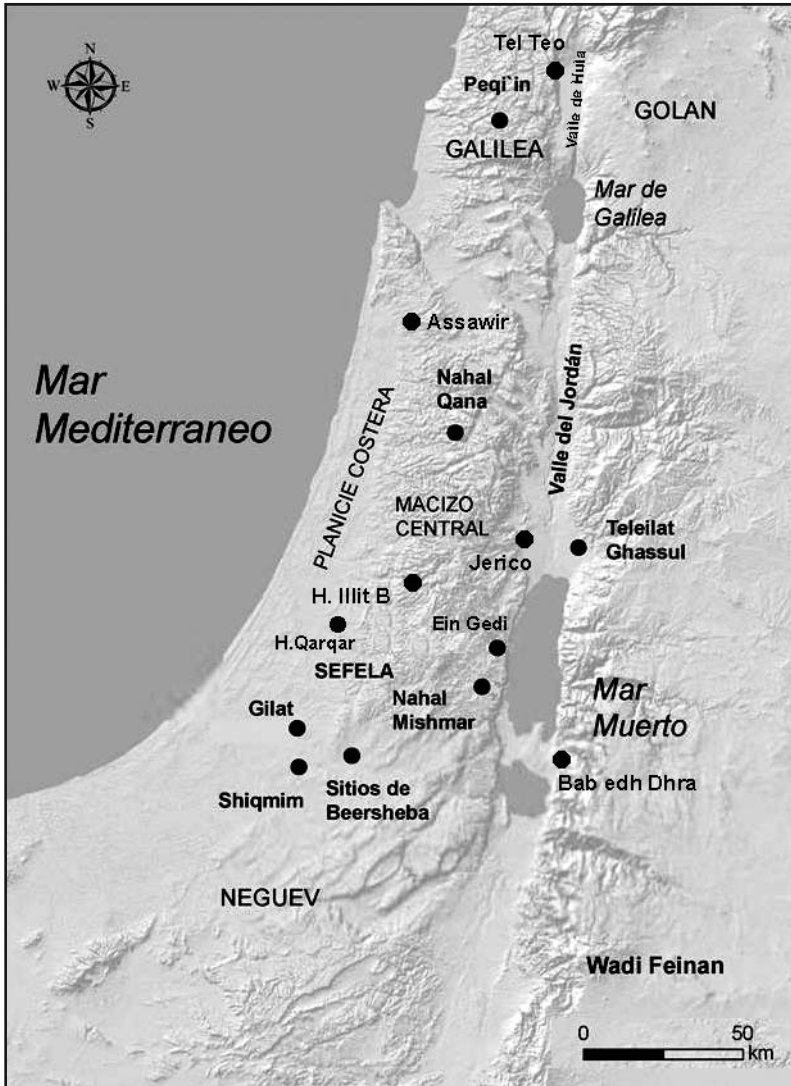 N
W
E
S
Tel Teo
Peqi`in
Valle de Hula
GOLAN
GALILEA
Mar de
Galilea
Assawir
Mar
Mediterraneo
Nahal
Qana
PLANICIE COSTERA
Valle del Jordán
MACIZO
CENTRAL
Teleilat
Ghassul
Jerico
H. Illit B
Ein Gedi
H.Qarqar
SEFELA
Nahal
Mishmar
Mar
Muerto
Gilat
Shiqmim
Sitios de
Beersheba
Bab edh Dhra
NEGUEV
Wadi Feinan
0
50
km